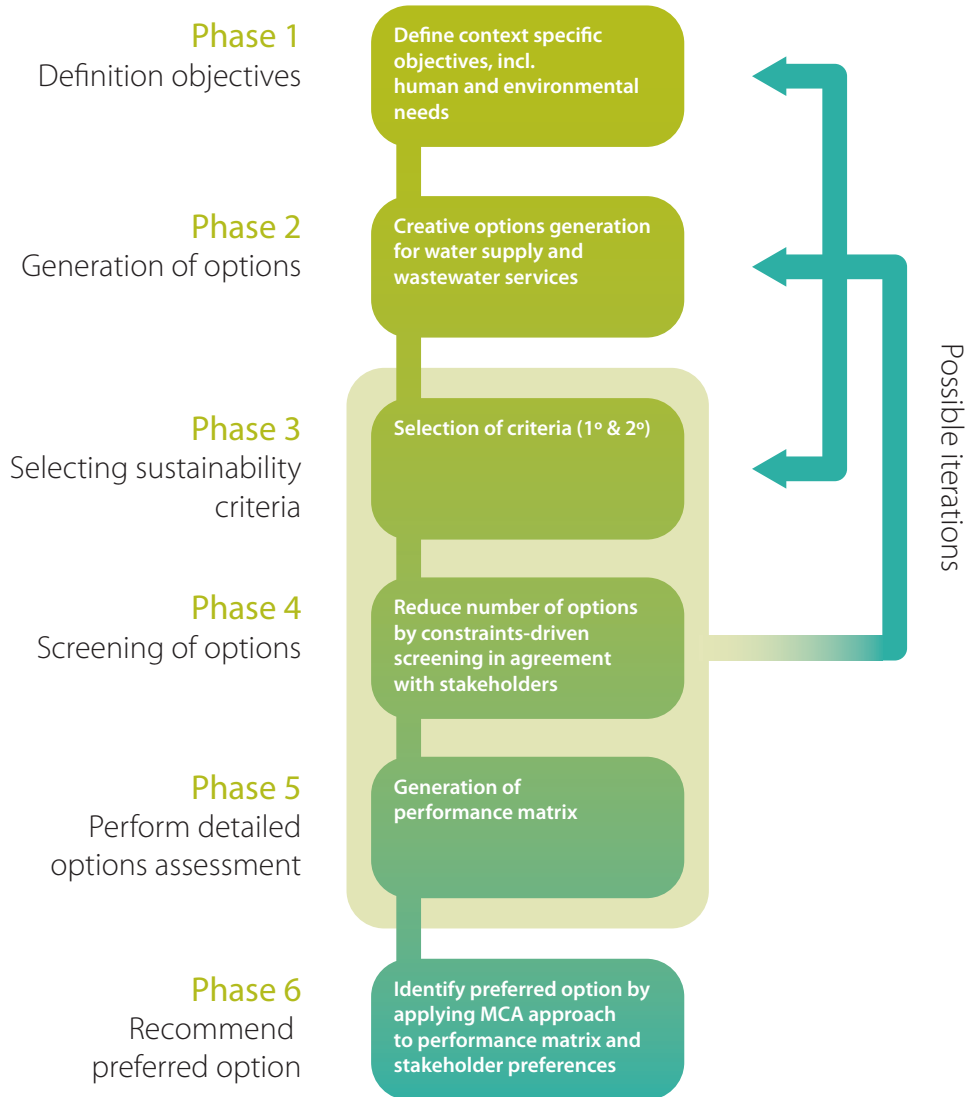 Phase 1
Definition objectives
Define context specific
objectives, incl.
human and environmental
needs
Phase 2
Generation of options
Creative options generation
for water supply and
wastewater services
Phase 3
Selecting sustainability
criteria
Selection of criteria (1º & 2º)
Phase 4
Screening of options
Reduce number of options
by constraints-driven
screening in agreement
with stakeholders
Phase 5
Perform detailed
options assessment
Generation of
performance matrix
Phase 6
Recommend
preferred option
Identify preferred option by
applying MCA approach
to performance matrix and
stakeholder preferences
Possible iterations